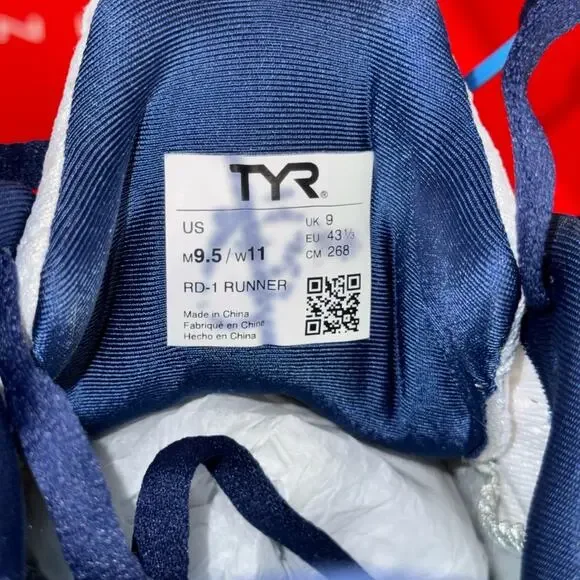 TYR®
US
M9.5 / W11
UK 9
EU 43⅓
CM 268
RD-1 RUNNER
Made in China
Fabriqué en Chine
Hecho en China